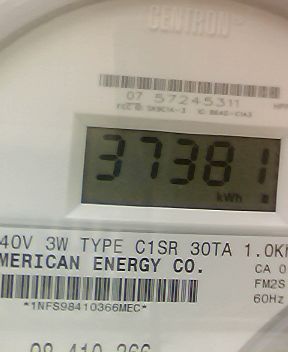 CENTRON
07 57245311
37381
kWh
40V 3W TYPE C1SR 30TA 1.0K
MERICAN ENERGY CO.
CA 0
FM2S
*1NFS98410366MEC*
60Hz
98 410 366